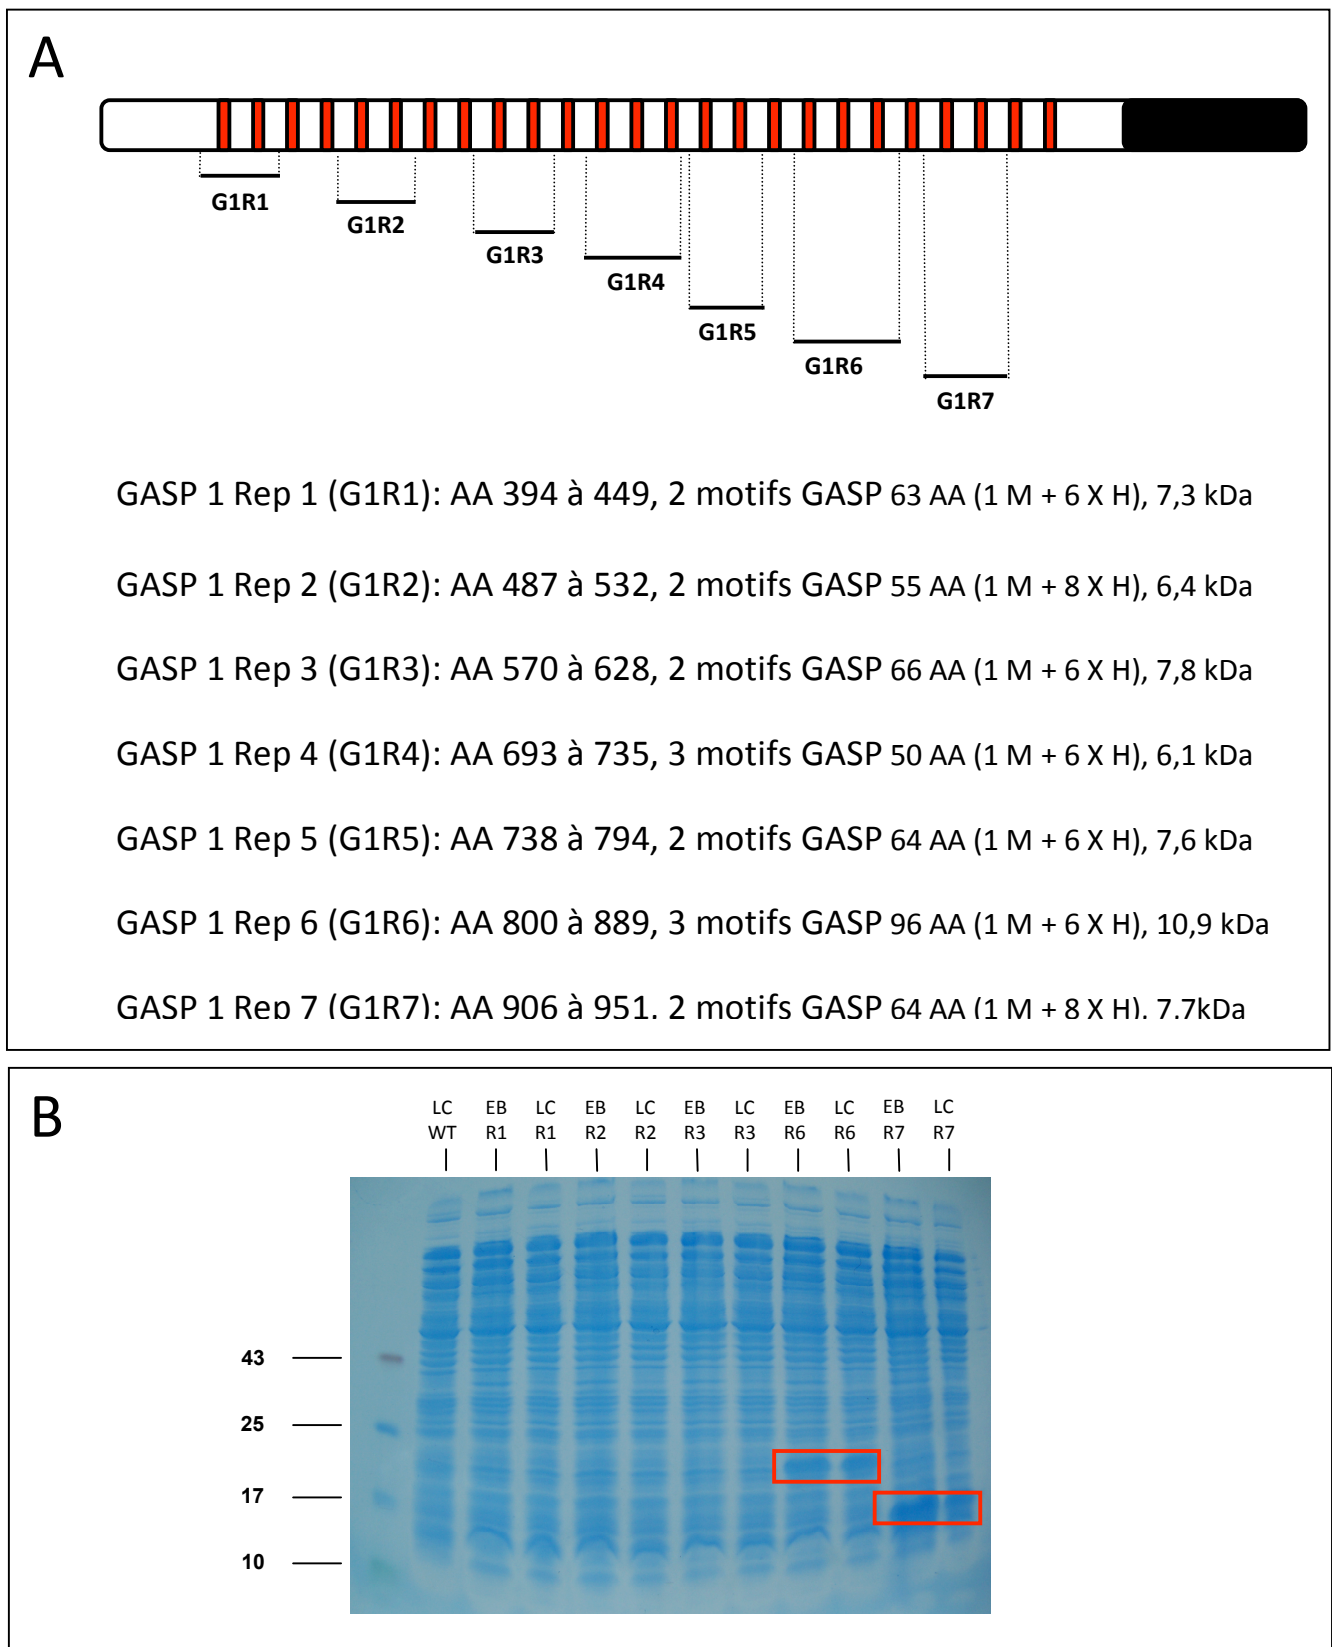 A
G1R1
G1R2
G1R3
G1R4
G1R5
G1R6
G1R7
GASP 1 Rep 1 (G1R1): AA 394 à 449, 2 motifs GASP 63 AA (1 M + 6 X H), 7,3 kDa
GASP 1 Rep 2 (G1R2): AA 487 à 532, 2 motifs GASP 55 AA (1 M + 8 X H), 6,4 kDa
GASP 1 Rep 3 (G1R3): AA 570 à 628, 2 motifs GASP 66 AA (1 M + 6 X H), 7,8 kDa
GASP 1 Rep 4 (G1R4): AA 693 à 735, 3 motifs GASP 50 AA (1 M + 6 X H), 6,1 kDa
GASP 1 Rep 5 (G1R5): AA 738 à 794, 2 motifs GASP 64 AA (1 M + 6 X H), 7,6 kDa
GASP 1 Rep 6 (G1R6): AA 800 à 889, 3 motifs GASP 96 AA (1 M + 6 X H), 10,9 kDa
GASP 1 Rep 7 (G1R7): AA 906 à 951, 2 motifs GASP 64 AA (1 M + 8 X H), 7,7kDa
B
LC EB LC EB LC EB LC EB LC EB LC
WT R1 R1 R2 R2 R3 R3 R6 R6 R7 R7
43
25
17
10